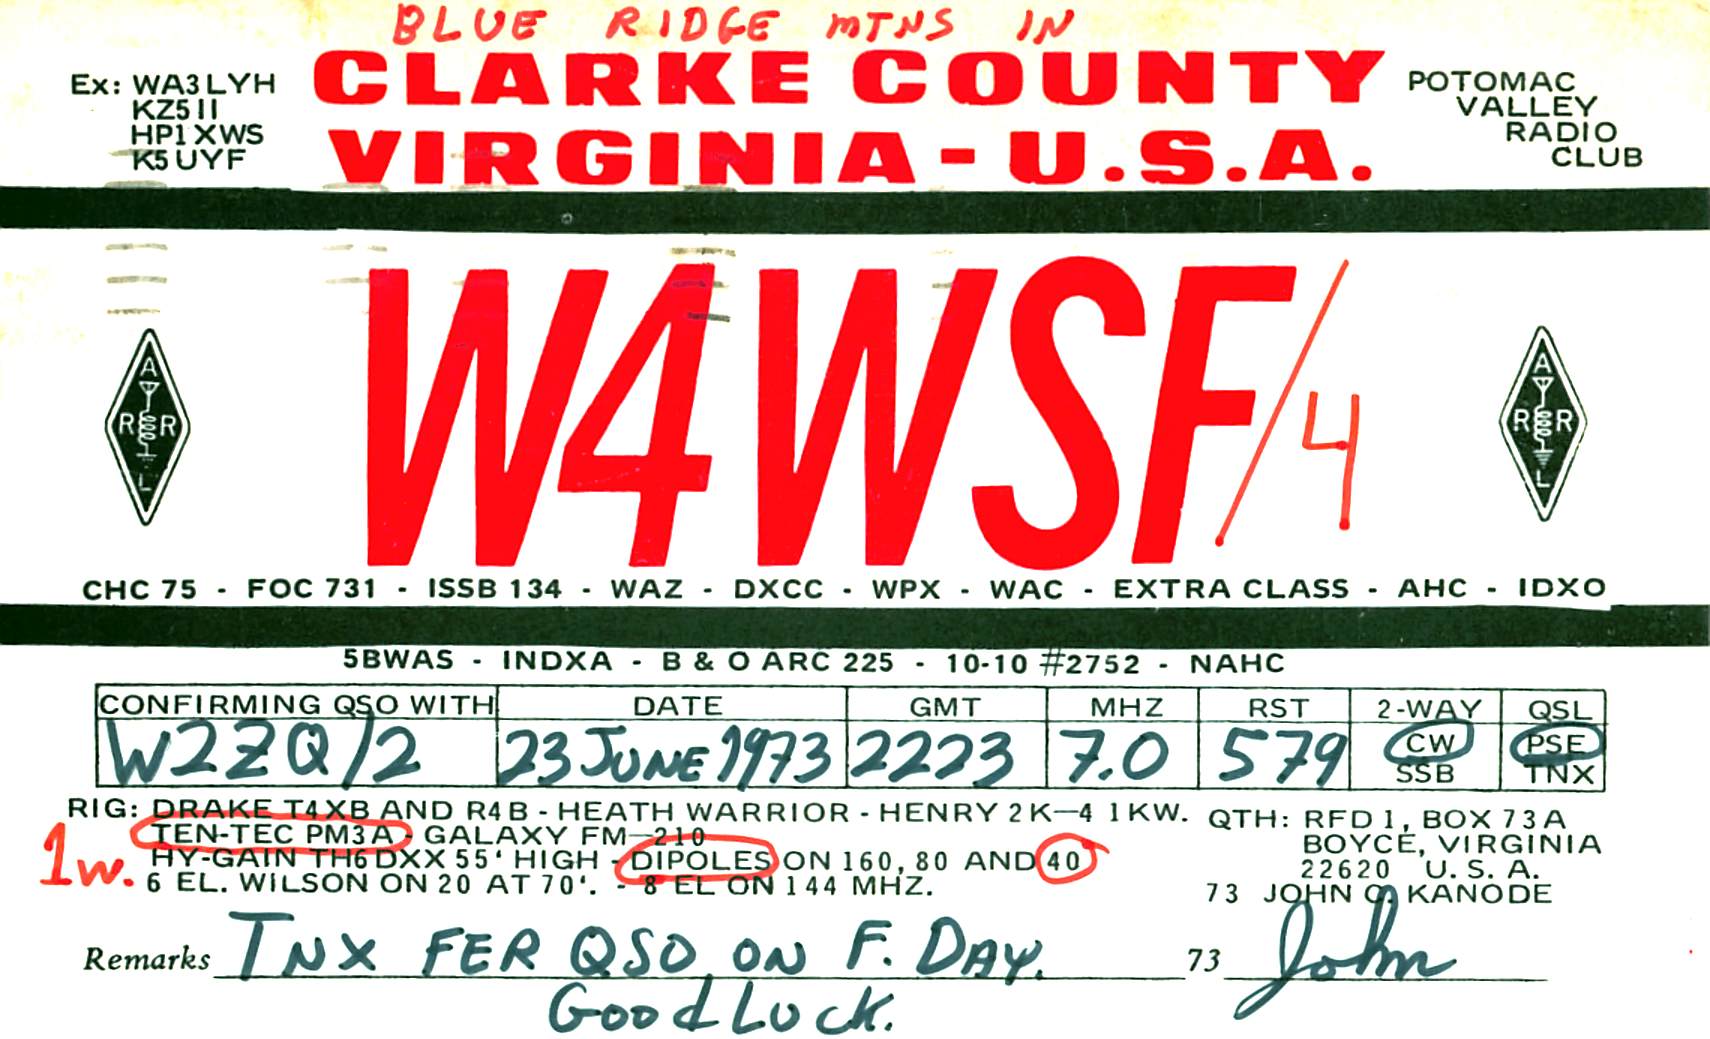 BLUE RIDGE MTNS IN
CLARKE COUNTY
VIRGINIA - U.S.A.
Ex: WA3LYH
KZ5II
HP1XWS
K5UYF
POTOMAC
VALLEY
RADIO
CLUB
W4WSF/4
A
R R
L
A
R R
L
CHC 75 - FOC 731 - ISSB 134 - WAZ - DXCC - WPX - WAC - EXTRA CLASS - AHC - IDXO
5BWAS - INDXA - B & O ARC 225 - 10-10 #2752 - NAHC
CONFIRMING QSO WITH DATE GMT MHZ RST 2-WAY QSL
W2ZQ/2 23 JUNE 1973 2223 7.0 579 CW PSE
SSB TNX
RIG: DRAKE T4XB AND R4B - HEATH WARRIOR - HENRY 2K-4 1KW.
TEN-TEC PM3A - GALAXY FM-210
HY-GAIN TH6DXX 55' HIGH - DIPOLES ON 160, 80 AND 40
6 EL. WILSON ON 20 AT 70'. - 8 EL ON 144 MHZ.
1W.
QTH: RFD 1, BOX 73A
BOYCE, VIRGINIA
22620 U. S. A.
73 JOHN C. KANODE
Remarks TNX FER QSO ON F. DAY. 73 John
Good Luck.